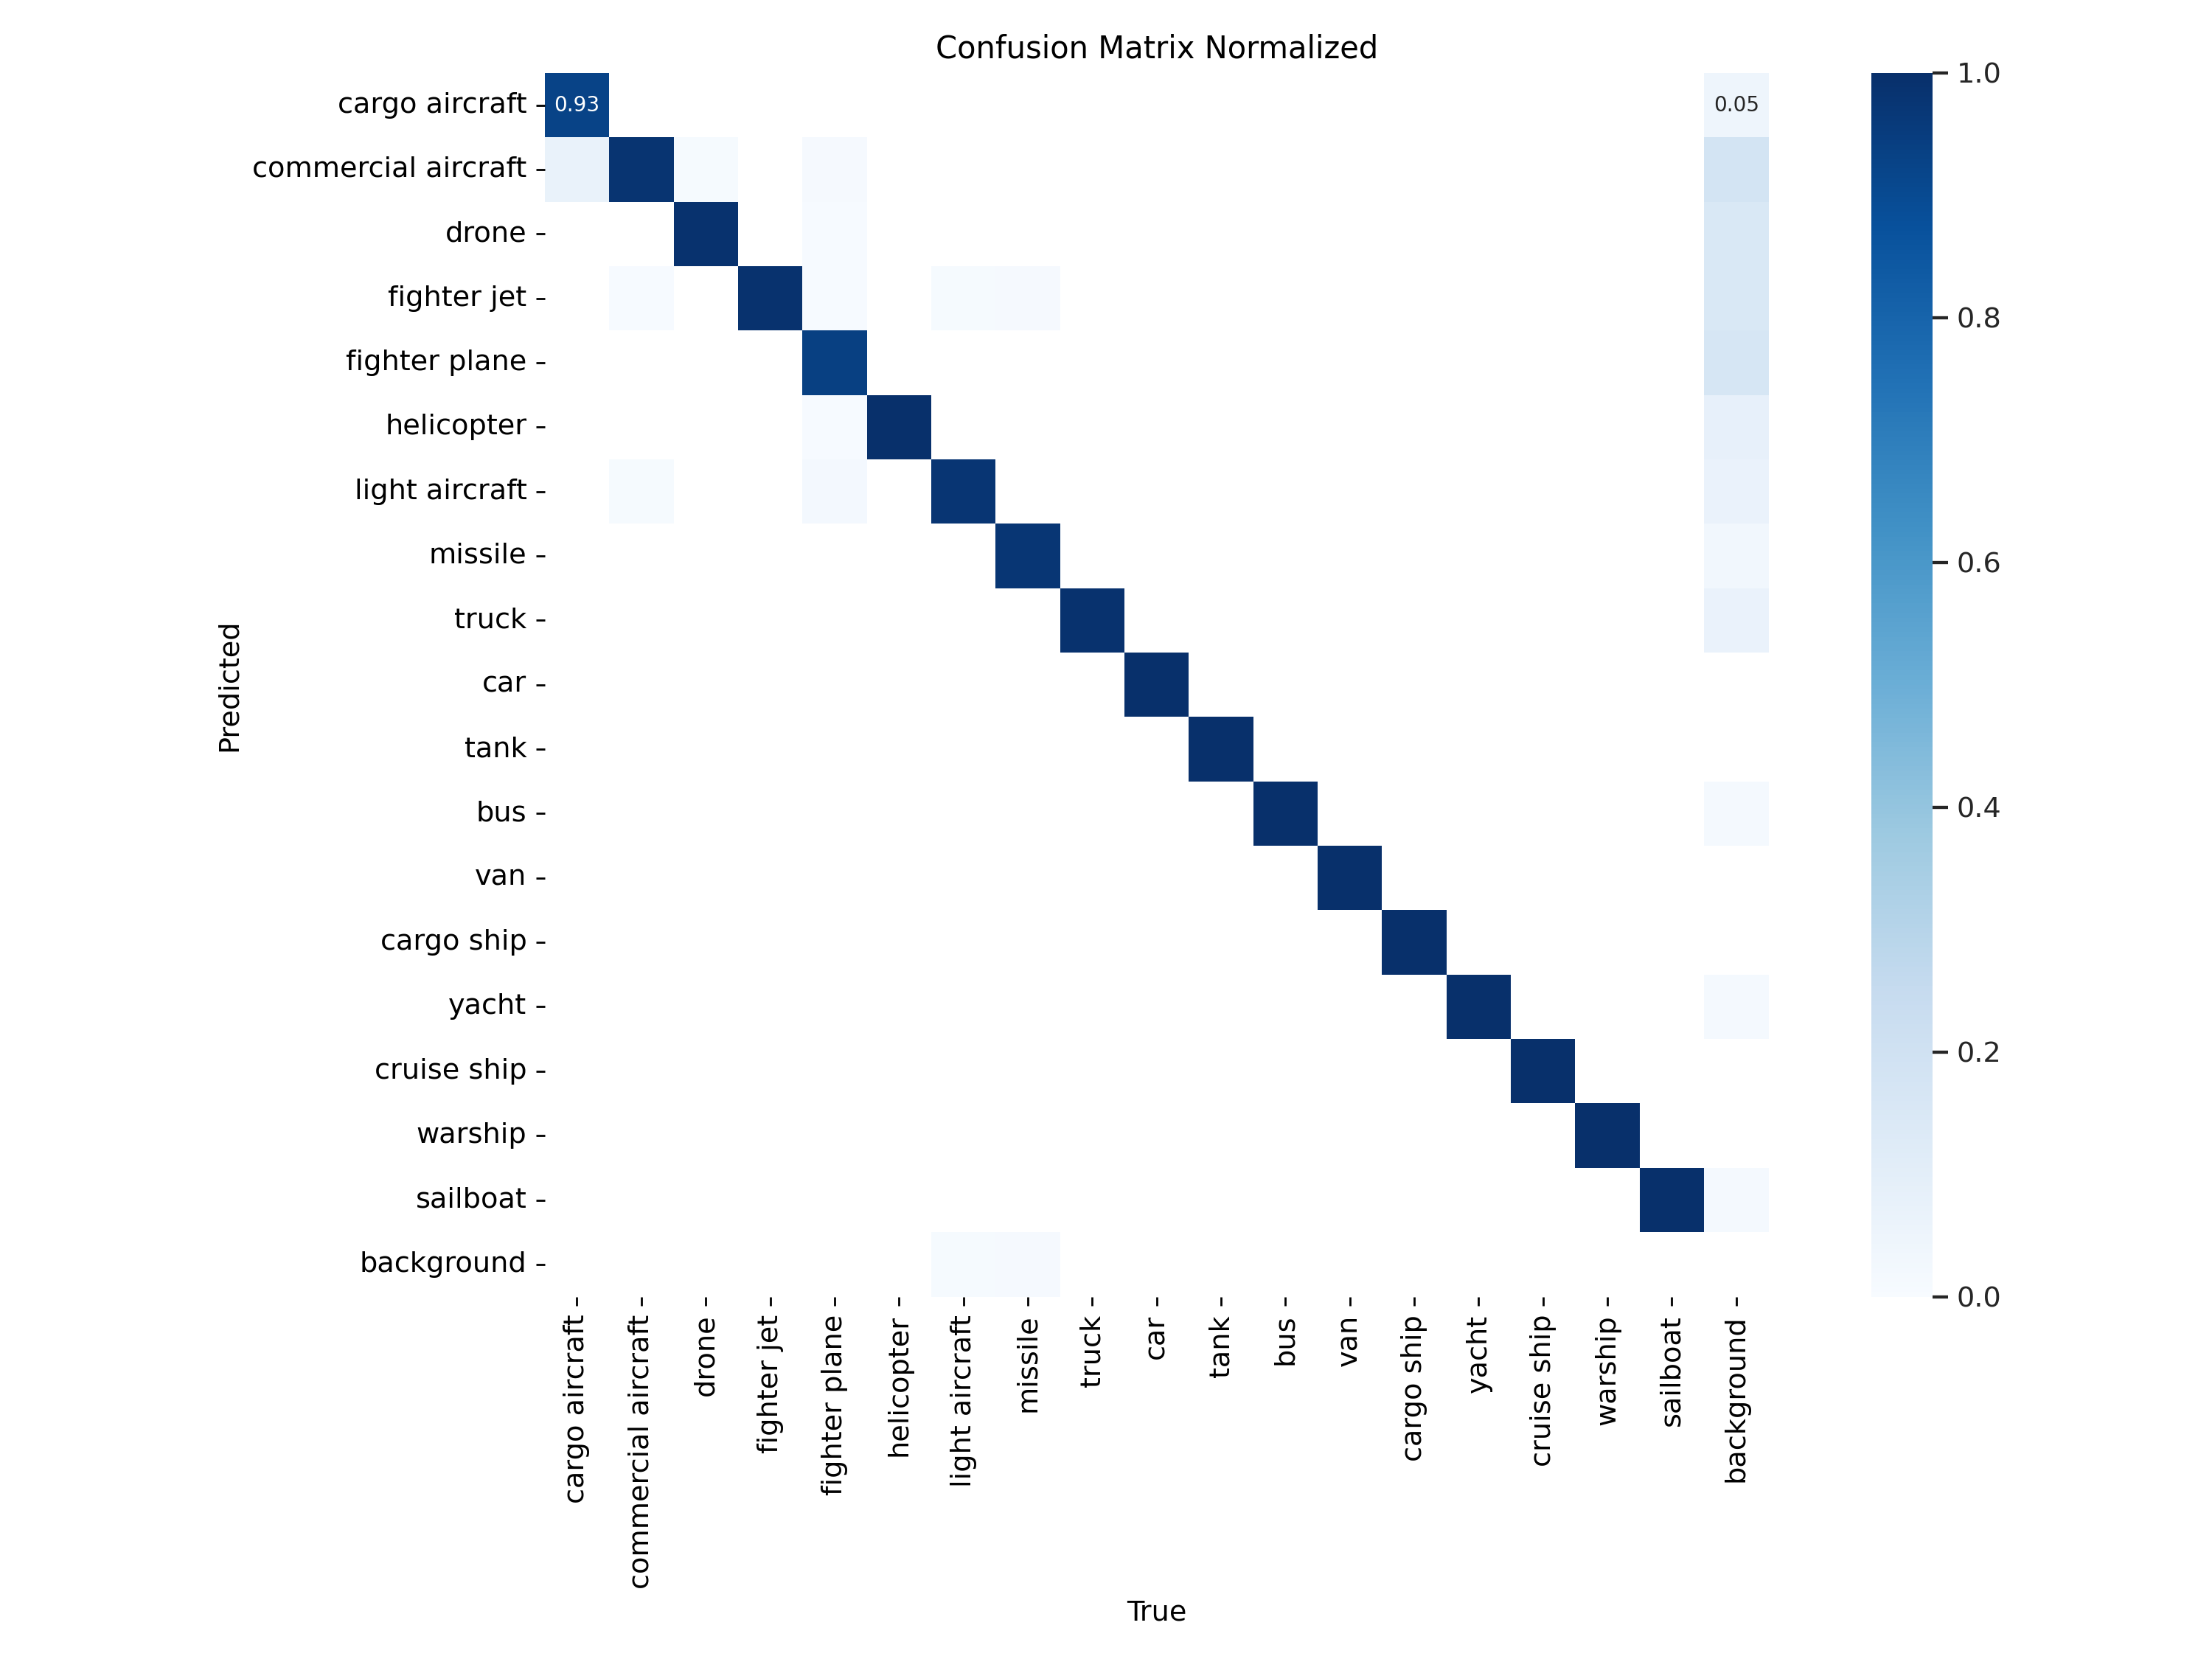 Confusion Matrix Normalized
cargo aircraft
commercial aircraft
drone
fighter jet
fighter plane
helicopter
light aircraft
missile
truck
car
tank
bus
van
cargo ship
yacht
cruise ship
warship
sailboat
background
Predicted
0.93
0.05
1.0
0.8
0.6
0.4
0.2
0.0
cargo aircraft
commercial aircraft
drone
fighter jet
fighter plane
helicopter
light aircraft
missile
truck
car
tank
bus
van
cargo ship
yacht
cruise ship
warship
sailboat
background
True